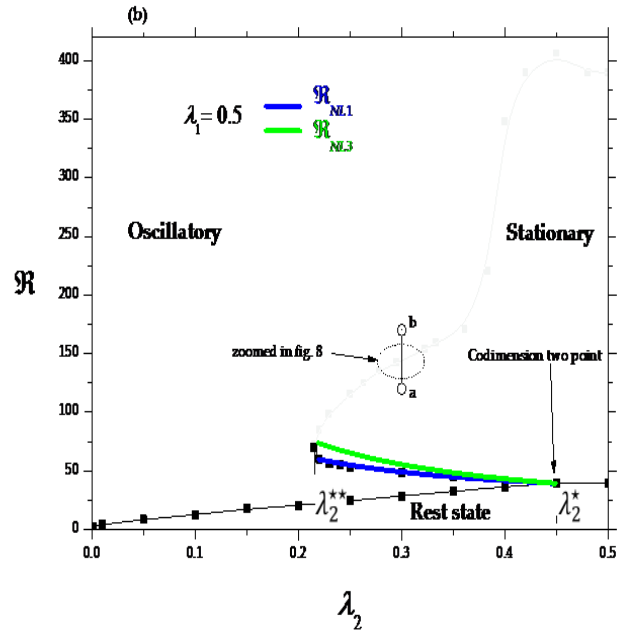 (b)
400
350
300
250
200
150
100
50
0
ℜ
λ₁= 0.5
ℜ_NL1
ℜ_NL3
Oscillatory
Stationary
b
zoomed in fig. 8
Codimension two point
a
λ₂**
λ₂*
Rest state
0.0
0.1
0.2
0.3
0.4
0.5
λ₂